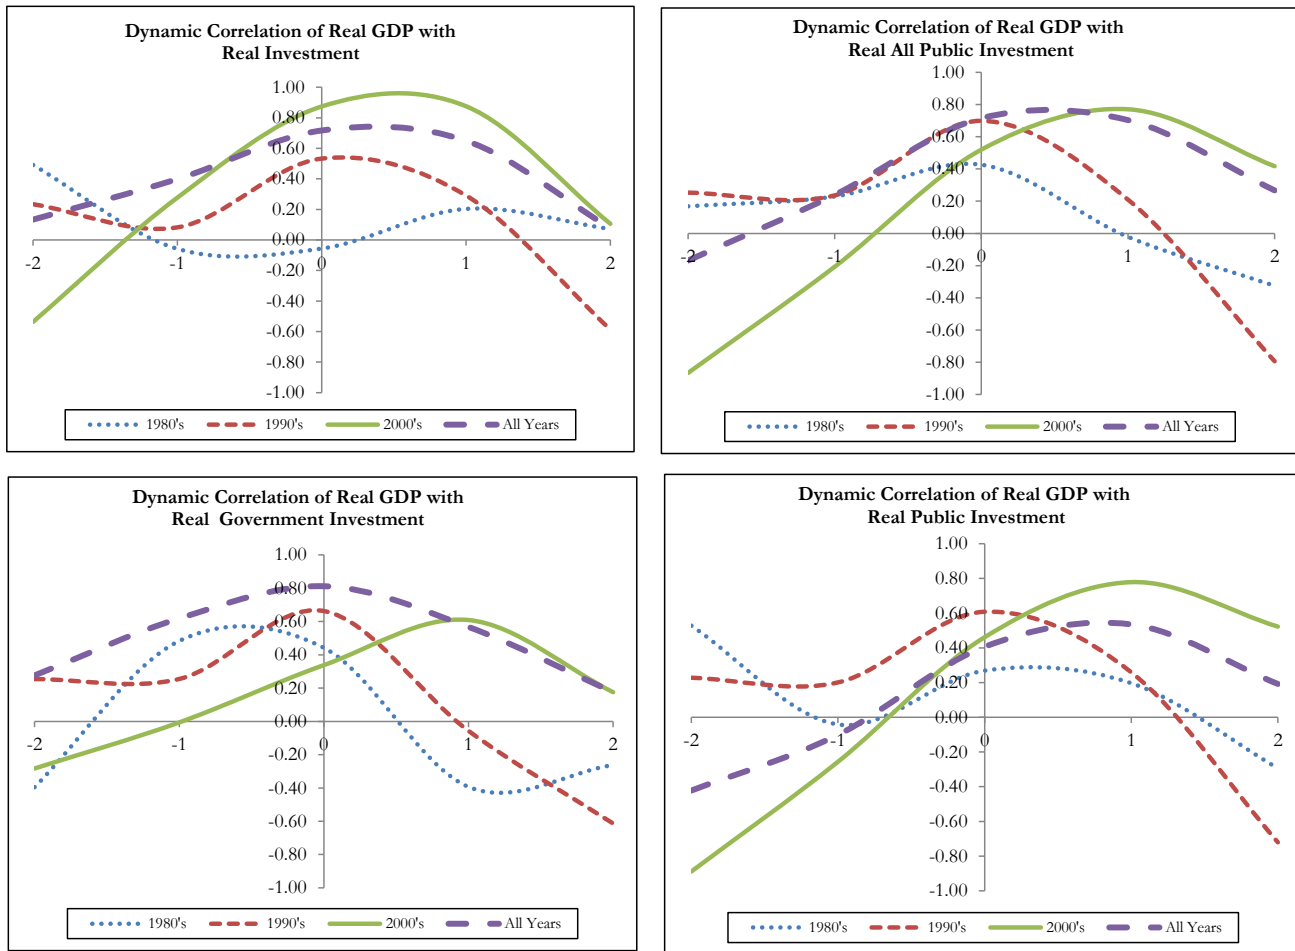 Dynamic Correlation of Real GDP with
Real Investment
1.00
0.80
0.60
0.40
0.20
0.00
-0.20
-0.40
-0.60
-0.80
-1.00
-2 -1 0 1 2
1980's 1990's 2000's All Years
Dynamic Correlation of Real GDP with
Real All Public Investment
1.00
0.80
0.60
0.40
0.20
0.00
-0.20
-0.40
-0.60
-0.80
-1.00
-2 -1 0 1 2
1980's 1990's 2000's All Years
Dynamic Correlation of Real GDP with
Real Government Investment
1.00
0.80
0.60
0.40
0.20
0.00
-0.20
-0.40
-0.60
-0.80
-1.00
-2 -1 0 1 2
1980's 1990's 2000's All Years
Dynamic Correlation of Real GDP with
Real Public Investment
1.00
0.80
0.60
0.40
0.20
0.00
-0.20
-0.40
-0.60
-0.80
-1.00
-2 -1 0 1 2
1980's 1990's 2000's All Years